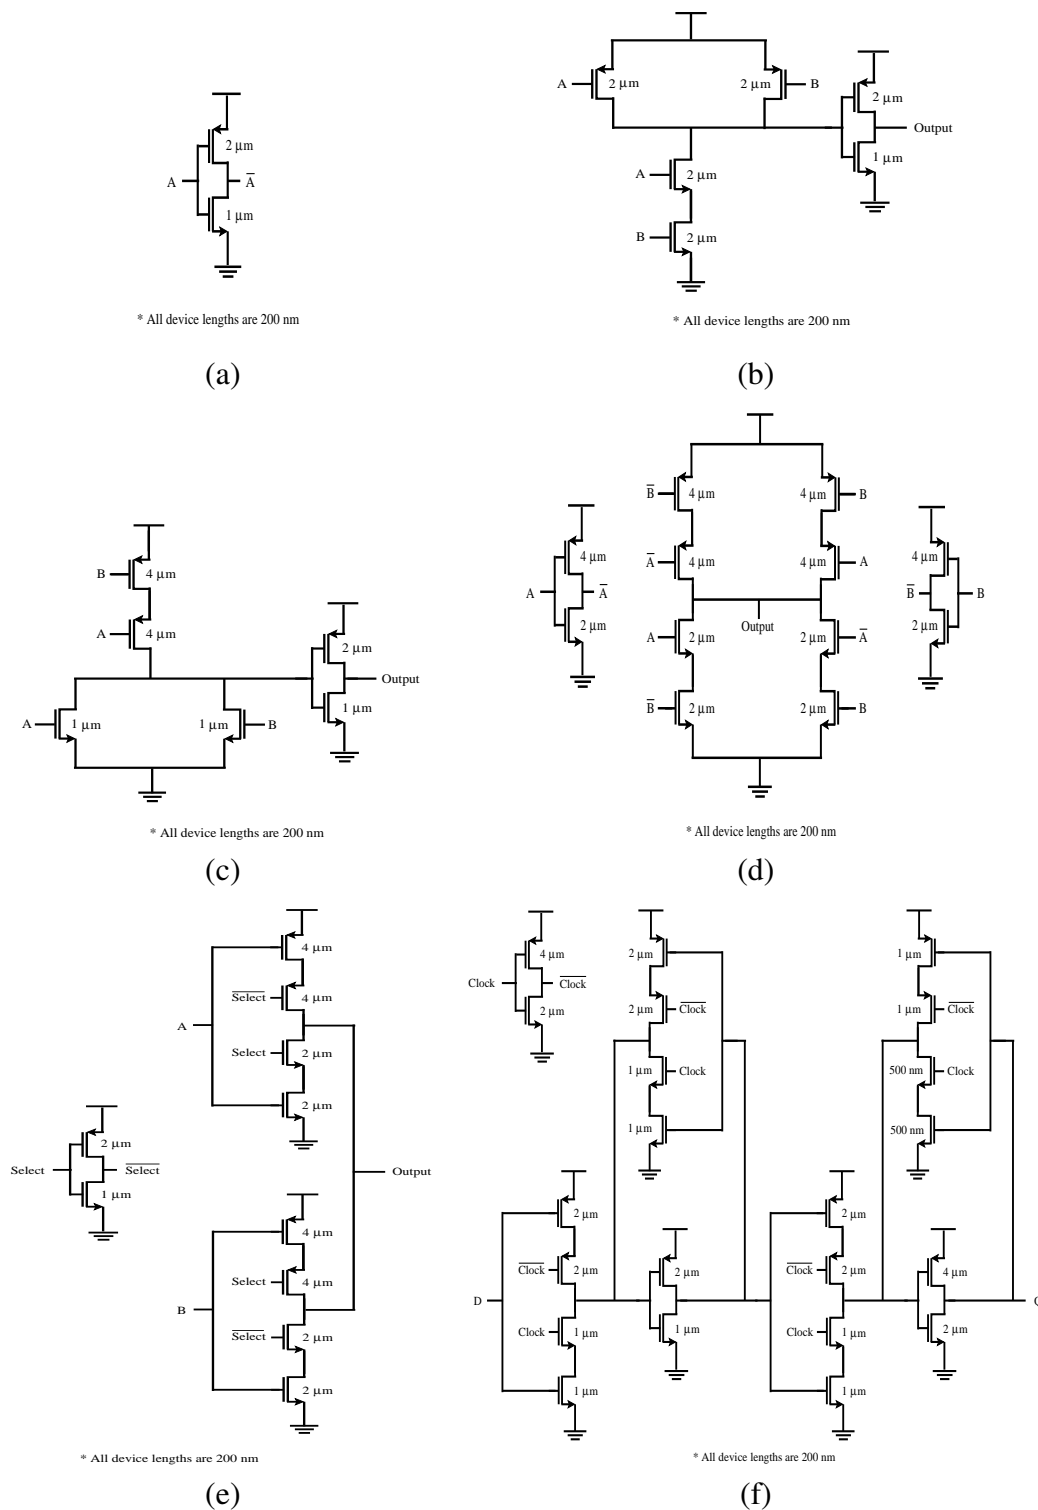 2 μm
A
A̅
1 μm
* All device lengths are 200 nm
(a)
A
2 μm
2 μm
B
2 μm
Output
1 μm
A
2 μm
B
2 μm
* All device lengths are 200 nm
(b)
B
4 μm
A
4 μm
2 μm
Output
1 μm
A
1 μm
1 μm
B
* All device lengths are 200 nm
(c)
B̅
4 μm
4 μm
B
4 μm
A̅
4 μm
4 μm
A
4 μm
A
A̅
B̅
B
2 μm
Output
2 μm
A
2 μm
2 μm
A̅
B̅
2 μm
2 μm
B
* All device lengths are 200 nm
(d)
4 μm
Select̅
4 μm
A
Select
2 μm
2 μm
2 μm
Select
Select̅
Output
1 μm
4 μm
Select
4 μm
B
Select̅
2 μm
2 μm
* All device lengths are 200 nm
(e)
4 μm
Clock
Clock̅
2 μm
2 μm
2 μm
Clock̅
1 μm
Clock
1 μm
1 μm
1 μm
Clock̅
500 nm
Clock
500 nm
2 μm
Clock̅
2 μm
2 μm
D
Clock
1 μm
1 μm
1 μm
2 μm
Clock̅
2 μm
4 μm
Clock
1 μm
2 μm
1 μm
* All device lengths are 200 nm
(f)